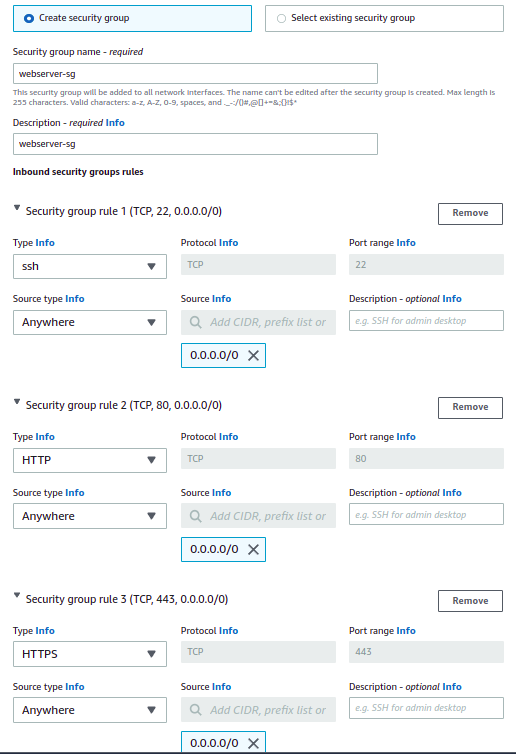 Create security group
Select existing security group
Security group name - required
webserver-sg
This security group will be added to all network interfaces. The name can't be edited after the security group is created. Max length is
255 characters. Valid characters: a-z, A-Z, 0-9, spaces, and ._-:/()#,@[]+=&;{}!$*
Description - required Info
webserver-sg
Inbound security groups rules
Security group rule 1 (TCP, 22, 0.0.0.0/0)
Remove
Type Info
Protocol Info
Port range Info
ssh
TCP
22
Source type Info
Source Info
Description - optional Info
Anywhere
Add CIDR, prefix list or
e.g. SSH for admin desktop
0.0.0.0/0
Security group rule 2 (TCP, 80, 0.0.0.0/0)
Remove
Type Info
Protocol Info
Port range Info
HTTP
TCP
80
Source type Info
Source Info
Description - optional Info
Anywhere
Add CIDR, prefix list or
e.g. SSH for admin desktop
0.0.0.0/0
Security group rule 3 (TCP, 443, 0.0.0.0/0)
Remove
Type Info
Protocol Info
Port range Info
HTTPS
TCP
443
Source type Info
Source Info
Description - optional Info
Anywhere
Add CIDR, prefix list or
e.g. SSH for admin desktop
0.0.0.0/0